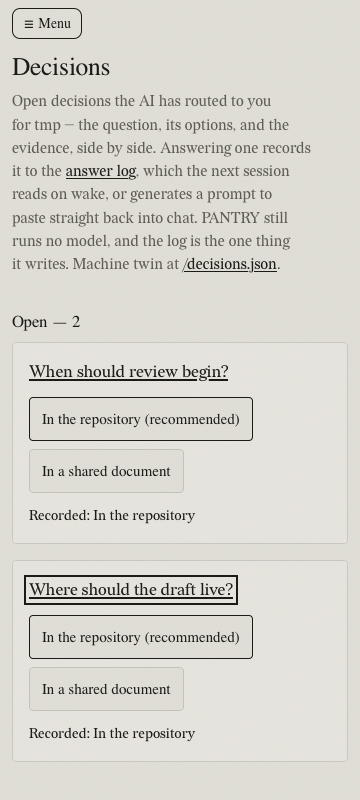 ≡ Menu
Decisions
Open decisions the AI has routed to you
for tmp — the question, its options, and the
evidence, side by side. Answering one records
it to the answer log, which the next session
reads on wake, or generates a prompt to
paste straight back into chat. PANTRY still
runs no model, and the log is the one thing
it writes. Machine twin at /decisions.json.
Open — 2
When should review begin?
In the repository (recommended)
In a shared document
Recorded: In the repository
Where should the draft live?
In the repository (recommended)
In a shared document
Recorded: In the repository